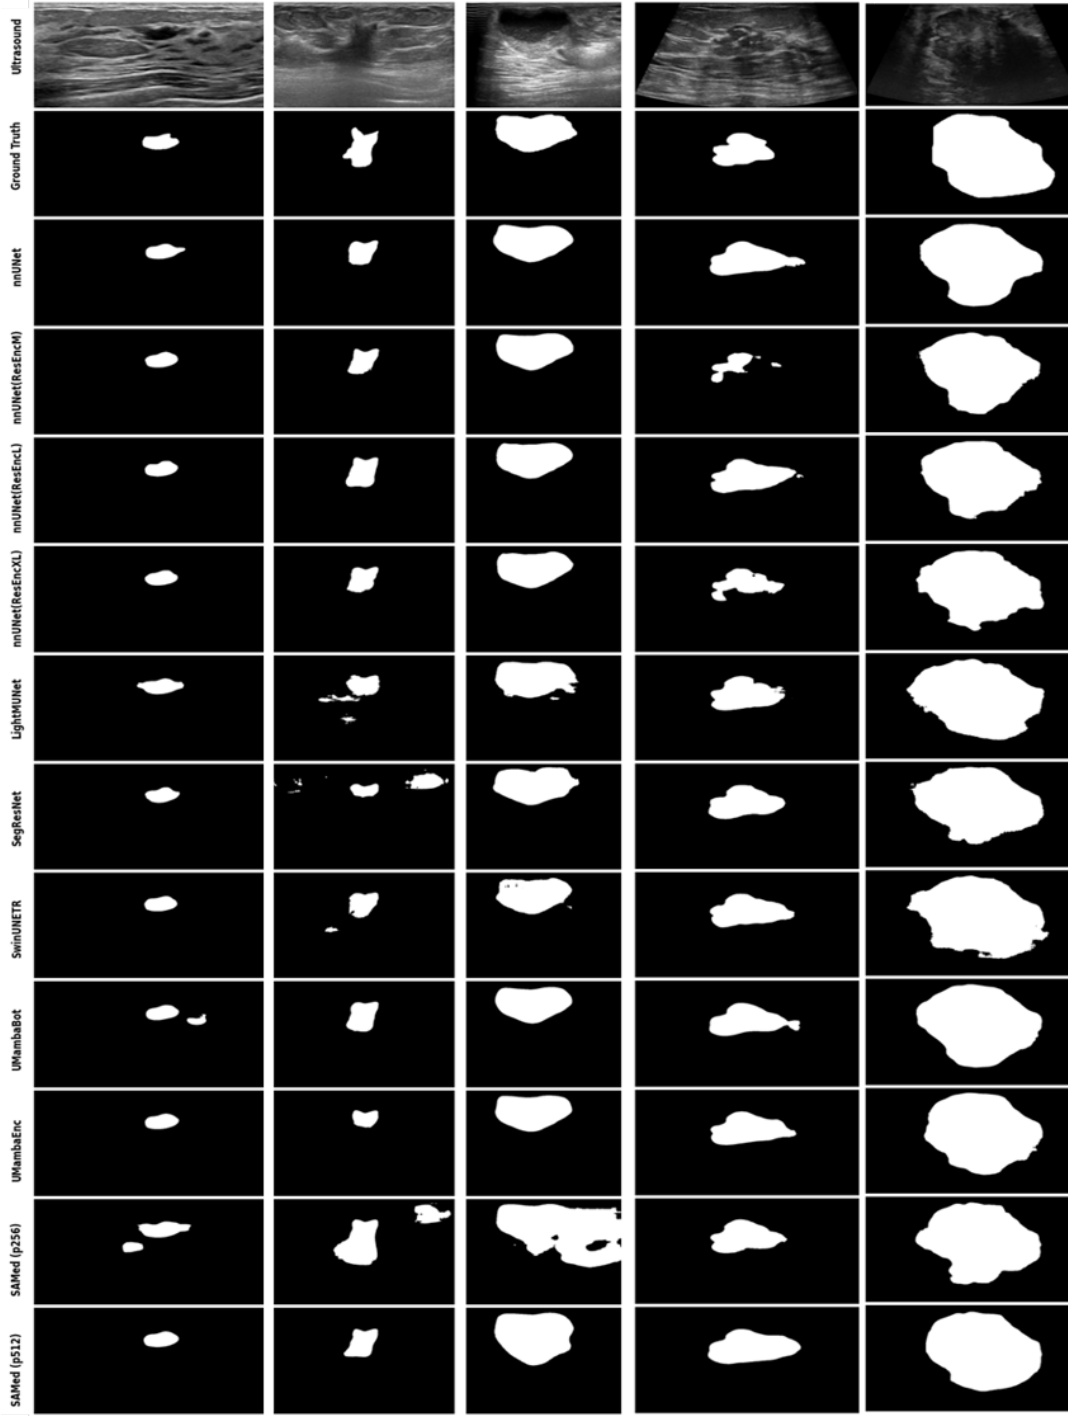 Ultrasound
Ground Truth
nnUNet
nnUNet(ResEncM)
nnUNet(ResEncL)
nnUNet(ResEncXL)
LightMUNet
SegResNet
SwinUNETR
UMambaBot
UMambaEnc
SAMed (p256)
SAMed (p512)